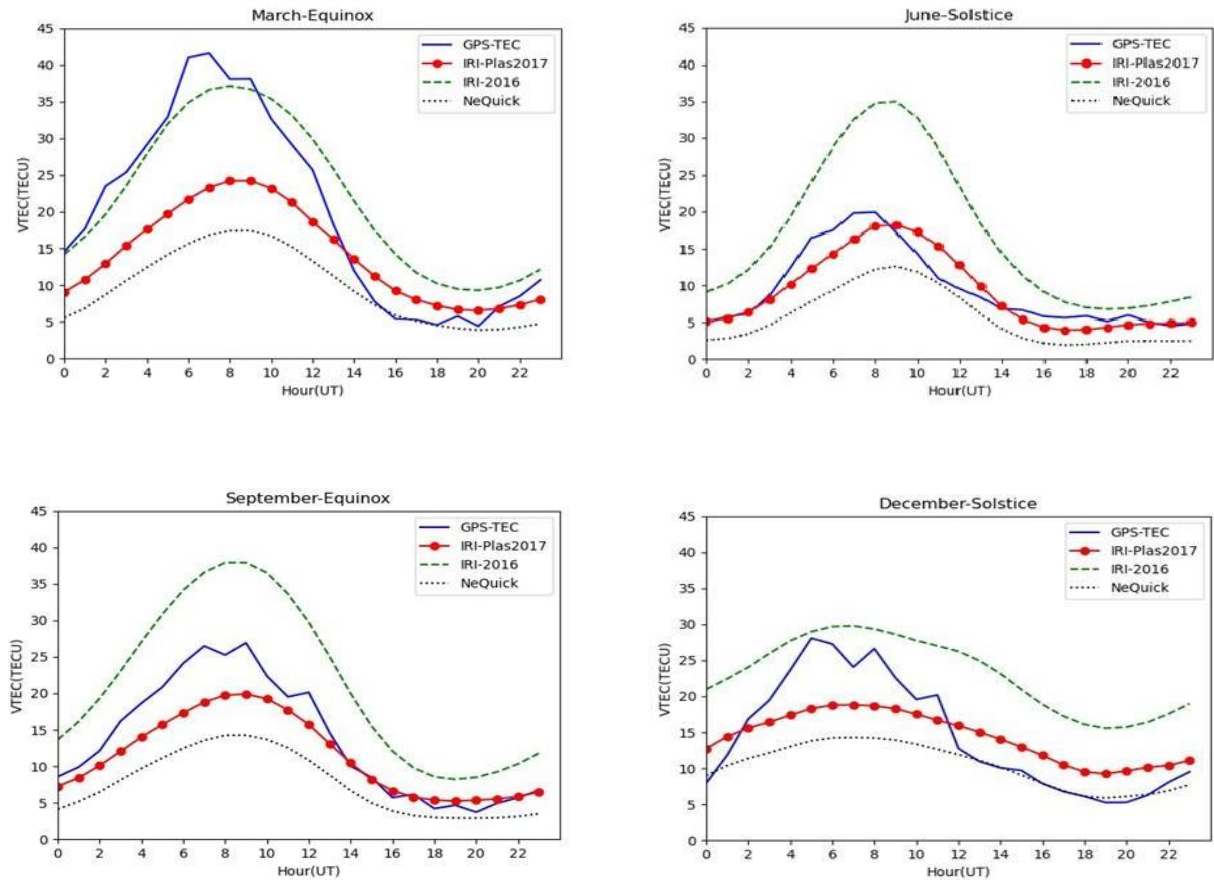 March-Equinox
45
40
35
30
25
20
15
10
5
0
VTEC(TECU)
GPS-TEC
IRI-Plas2017
IRI-2016
NeQuick
0 2 4 6 8 10 12 14 16 18 20 22
Hour(UT)
June-Solstice
45
40
35
30
25
20
15
10
5
0
VTEC(TECU)
GPS-TEC
IRI-Plas2017
IRI-2016
NeQuick
0 2 4 6 8 10 12 14 16 18 20 22
Hour(UT)
September-Equinox
45
40
35
30
25
20
15
10
5
0
VTEC(TECU)
GPS-TEC
IRI-Plas2017
IRI-2016
NeQuick
0 2 4 6 8 10 12 14 16 18 20 22
Hour(UT)
December-Solstice
45
40
35
30
25
20
15
10
5
0
VTEC(TECU)
GPS-TEC
IRI-Plas2017
IRI-2016
NeQuick
0 2 4 6 8 10 12 14 16 18 20 22
Hour(UT)